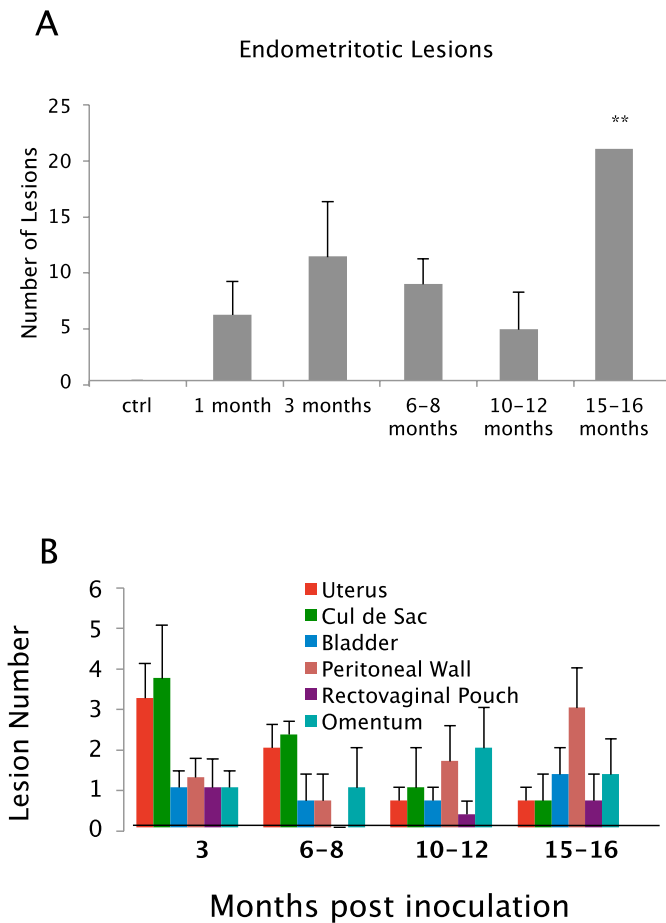 A
Endometritotic Lesions
Number of Lesions
25
20
15
10
5
0
**
ctrl
1 month
3 months
6-8 months
10-12 months
15-16 months
B
Lesion Number
6
5
4
3
2
1
0
Uterus
Cul de Sac
Bladder
Peritoneal Wall
Rectovaginal Pouch
Omentum
3
6-8
10-12
15-16
Months post inoculation